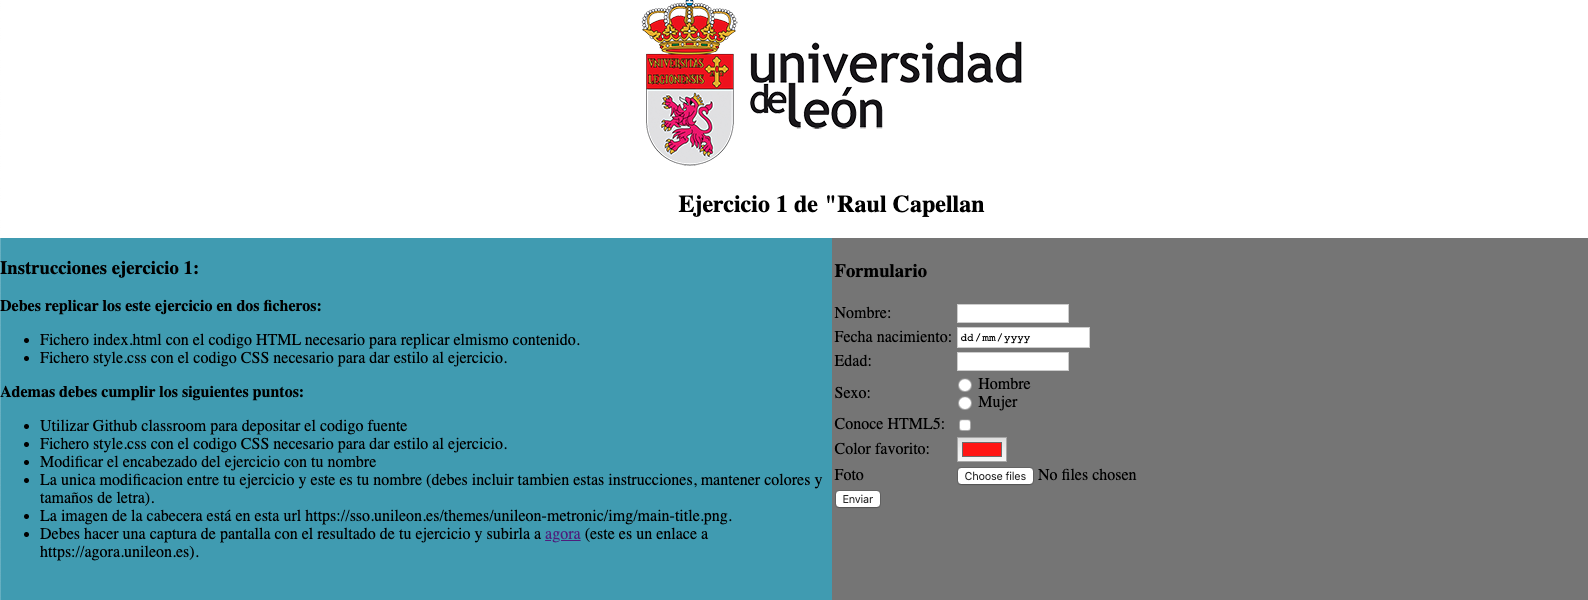 VNIVERSITAS
LEGIONENSIS
universidad
de león
Ejercicio 1 de "Raul Capellan
Instrucciones ejercicio 1:
Debes replicar los este ejercicio en dos ficheros:
Fichero index.html con el codigo HTML necesario para replicar elmismo contenido.
Fichero style.css con el codigo CSS necesario para dar estilo al ejercicio.
Ademas debes cumplir los siguientes puntos:
Utilizar Github classroom para depositar el codigo fuente
Fichero style.css con el codigo CSS necesario para dar estilo al ejercicio.
Modificar el encabezado del ejercicio con tu nombre
La unica modificacion entre tu ejercicio y este es tu nombre (debes incluir tambien estas instrucciones, mantener colores y
tamaños de letra).
La imagen de la cabecera está en esta url https://sso.unileon.es/themes/unileon-metronic/img/main-title.png.
Debes hacer una captura de pantalla con el resultado de tu ejercicio y subirla a agora (este es un enlace a
https://agora.unileon.es).
Formulario
Nombre:
Fecha nacimiento: dd/mm/yyyy
Edad:
Sexo:
Hombre
Mujer
Conoce HTML5:
Color favorito:
Foto Choose files No files chosen
Enviar